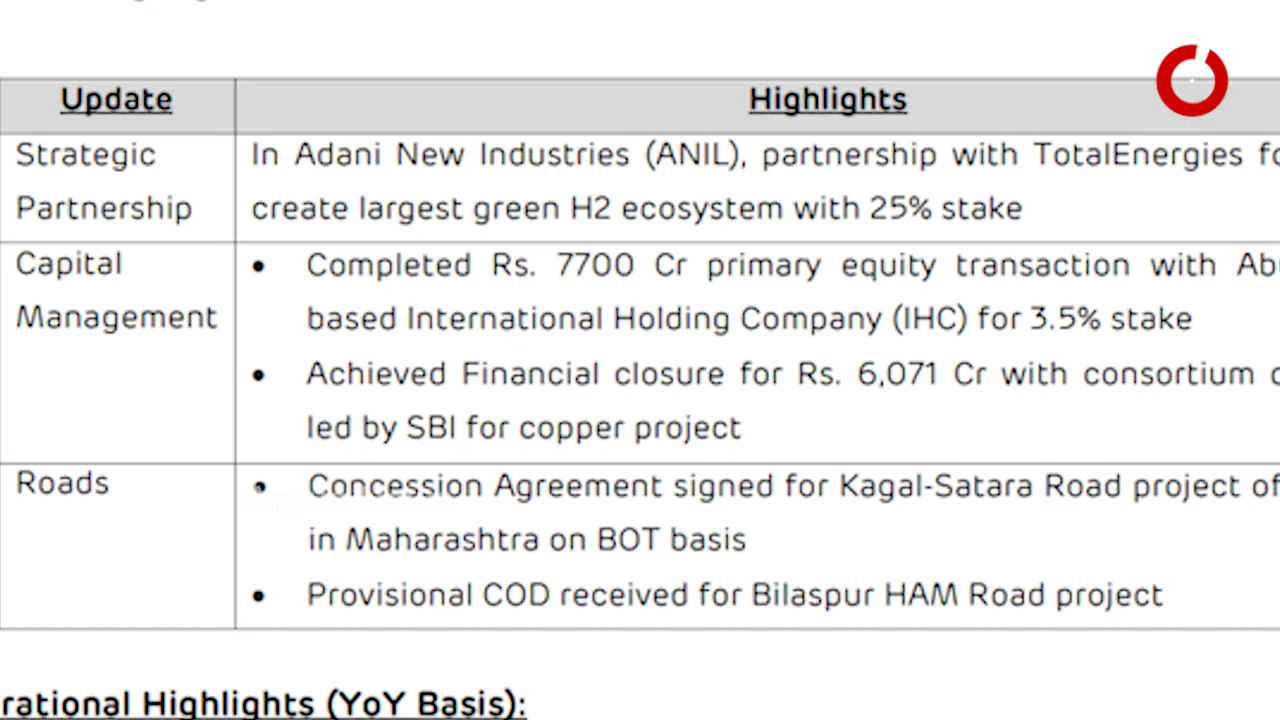 Update
Highlights
Strategic
Partnership
In Adani New Industries (ANIL), partnership with TotalEnergies
create largest green H2 ecosystem with 25% stake
Capital
Management
• Completed Rs. 7700 Cr primary equity transaction with
based International Holding Company (IHC) for 3.5% stake
• Achieved Financial closure for Rs. 6,071 Cr with consortium
led by SBI for copper project
Roads
• Concession Agreement signed for Kagal-Satara Road project of
in Maharashtra on BOT basis
• Provisional COD received for Bilaspur HAM Road project
rational Highlights (YoY Basis):